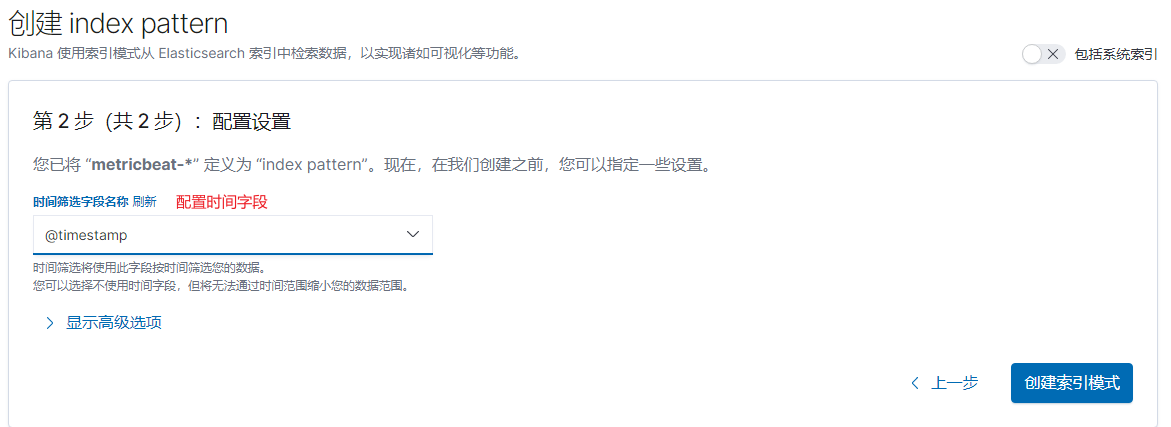 创建 index pattern
Kibana 使用索引模式从 Elasticsearch 索引中检索数据，以实现诸如可视化等功能。
包括系统索引
第 2 步（共 2 步）：配置设置
您已将 “metricbeat-*” 定义为 “index pattern”。现在，在我们创建之前，您可以指定一些设置。
时间筛选字段名称 刷新 配置时间字段
@timestamp
时间筛选将使用此字段按时间筛选您的数据。
您可以选择不使用时间字段，但将无法通过时间范围缩小您的数据范围。
显示高级选项
上一步 创建索引模式